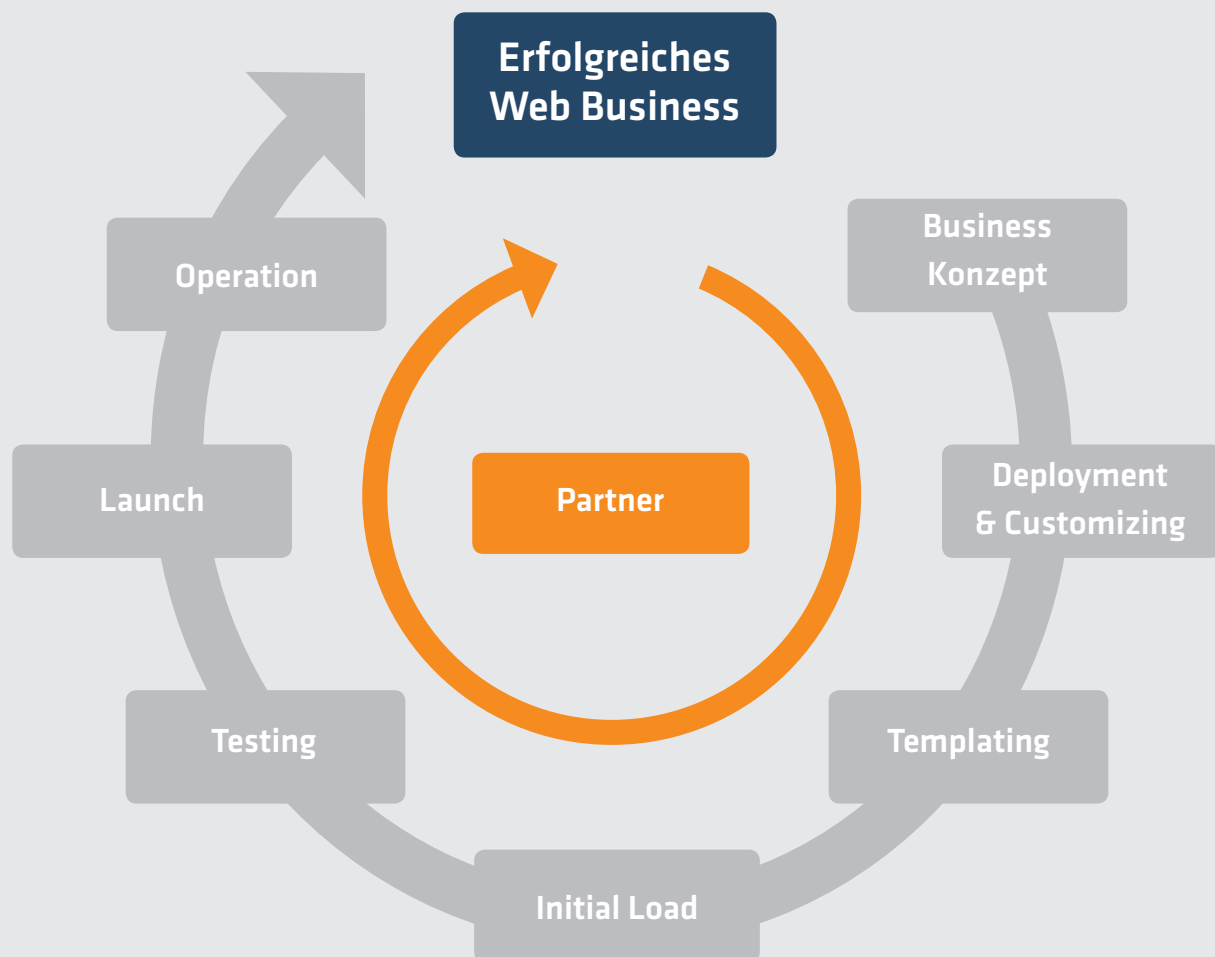 Erfolgreiches
Web Business
Business
Konzept
Operation
Deployment
& Customizing
Launch
Partner
Testing
Templating
Initial Load